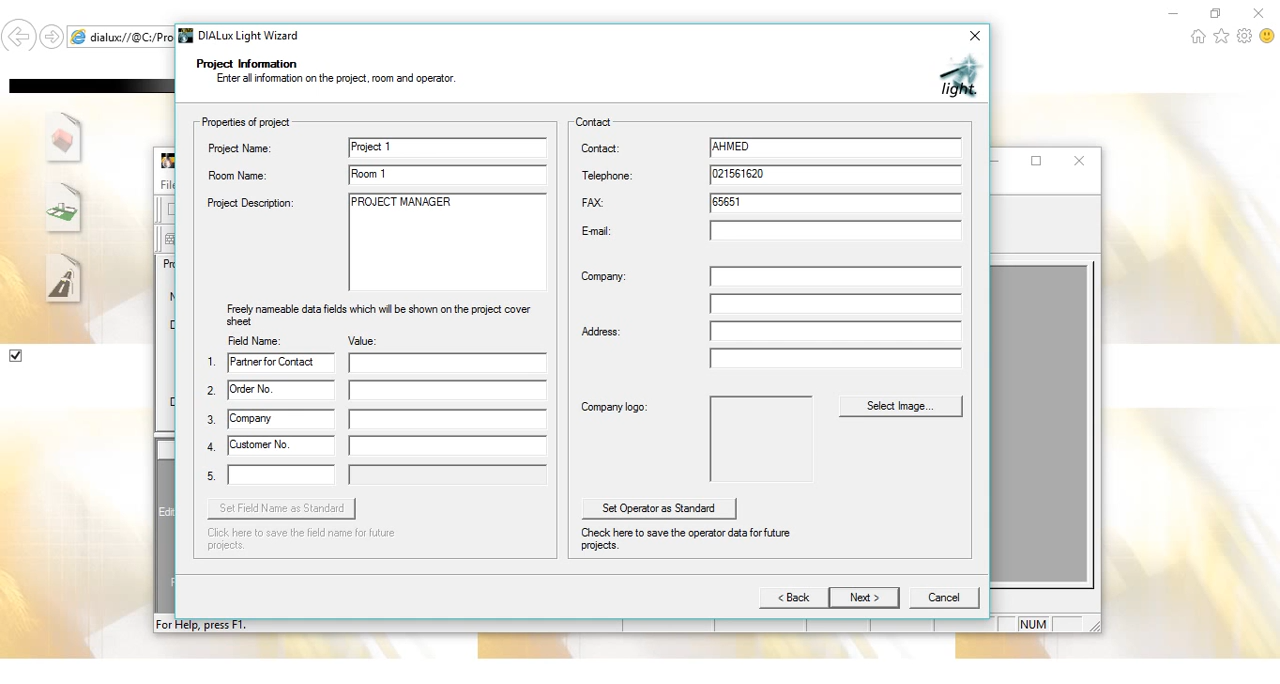 dialux://@C:/Pro
DIALux Light Wizard
Project Information
Enter all information on the project, room and operator.
light.
Properties of project
Project Name: Project 1
Room Name: Room 1
Project Description: PROJECT MANAGER
Freely nameable data fields which will be shown on the project cover
sheet
Field Name: Value:
1. Partner for Contact
2. Order No.
3. Company
4. Customer No.
5.
Set Field Name as Standard
Click here to save the field name for future
projects.
Contact
Contact: AHMED
Telephone: 021561620
FAX: 65651
E-mail:
Company:
Address:
Company logo: Select Image...
Set Operator as Standard
Check here to save the operator data for future
projects.
< Back Next > Cancel
File
Pro
N
D
D
Edit
For Help, press F1. NUM